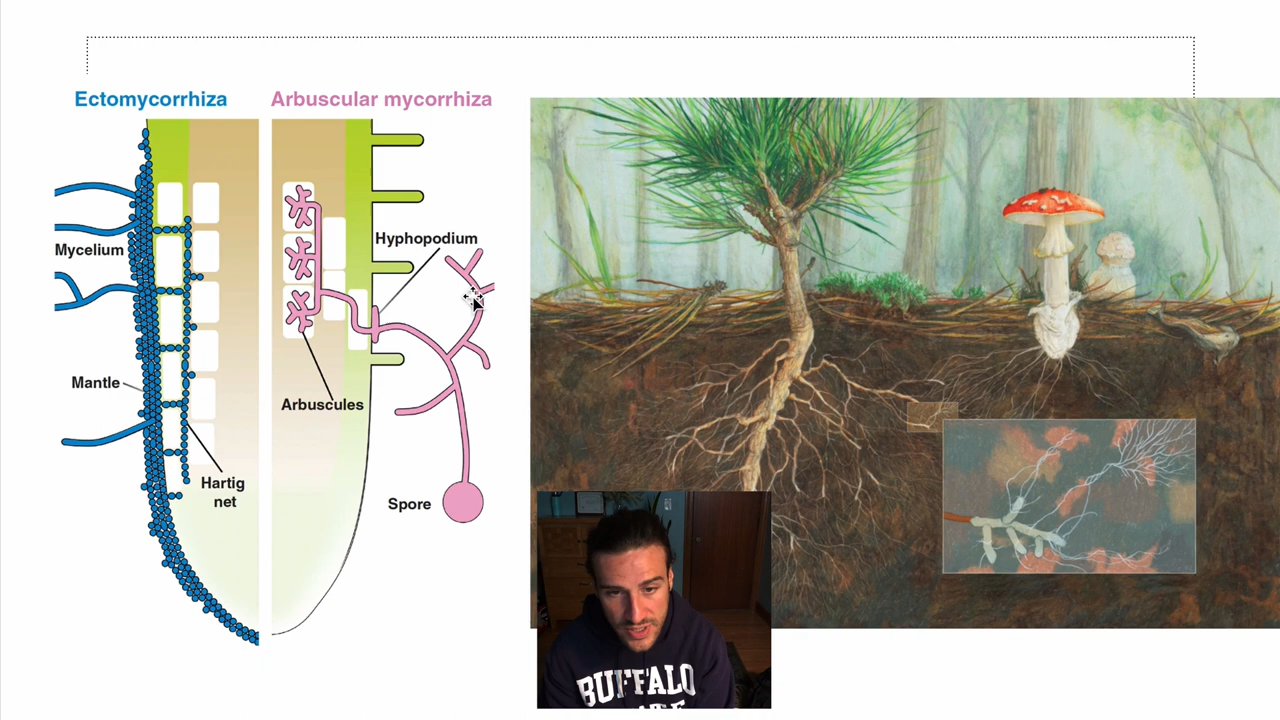 Ectomycorrhiza
Arbuscular mycorrhiza
Mycelium
Mantle
Hartig
net
Hyphopodium
Arbuscules
Spore
BUFFALO